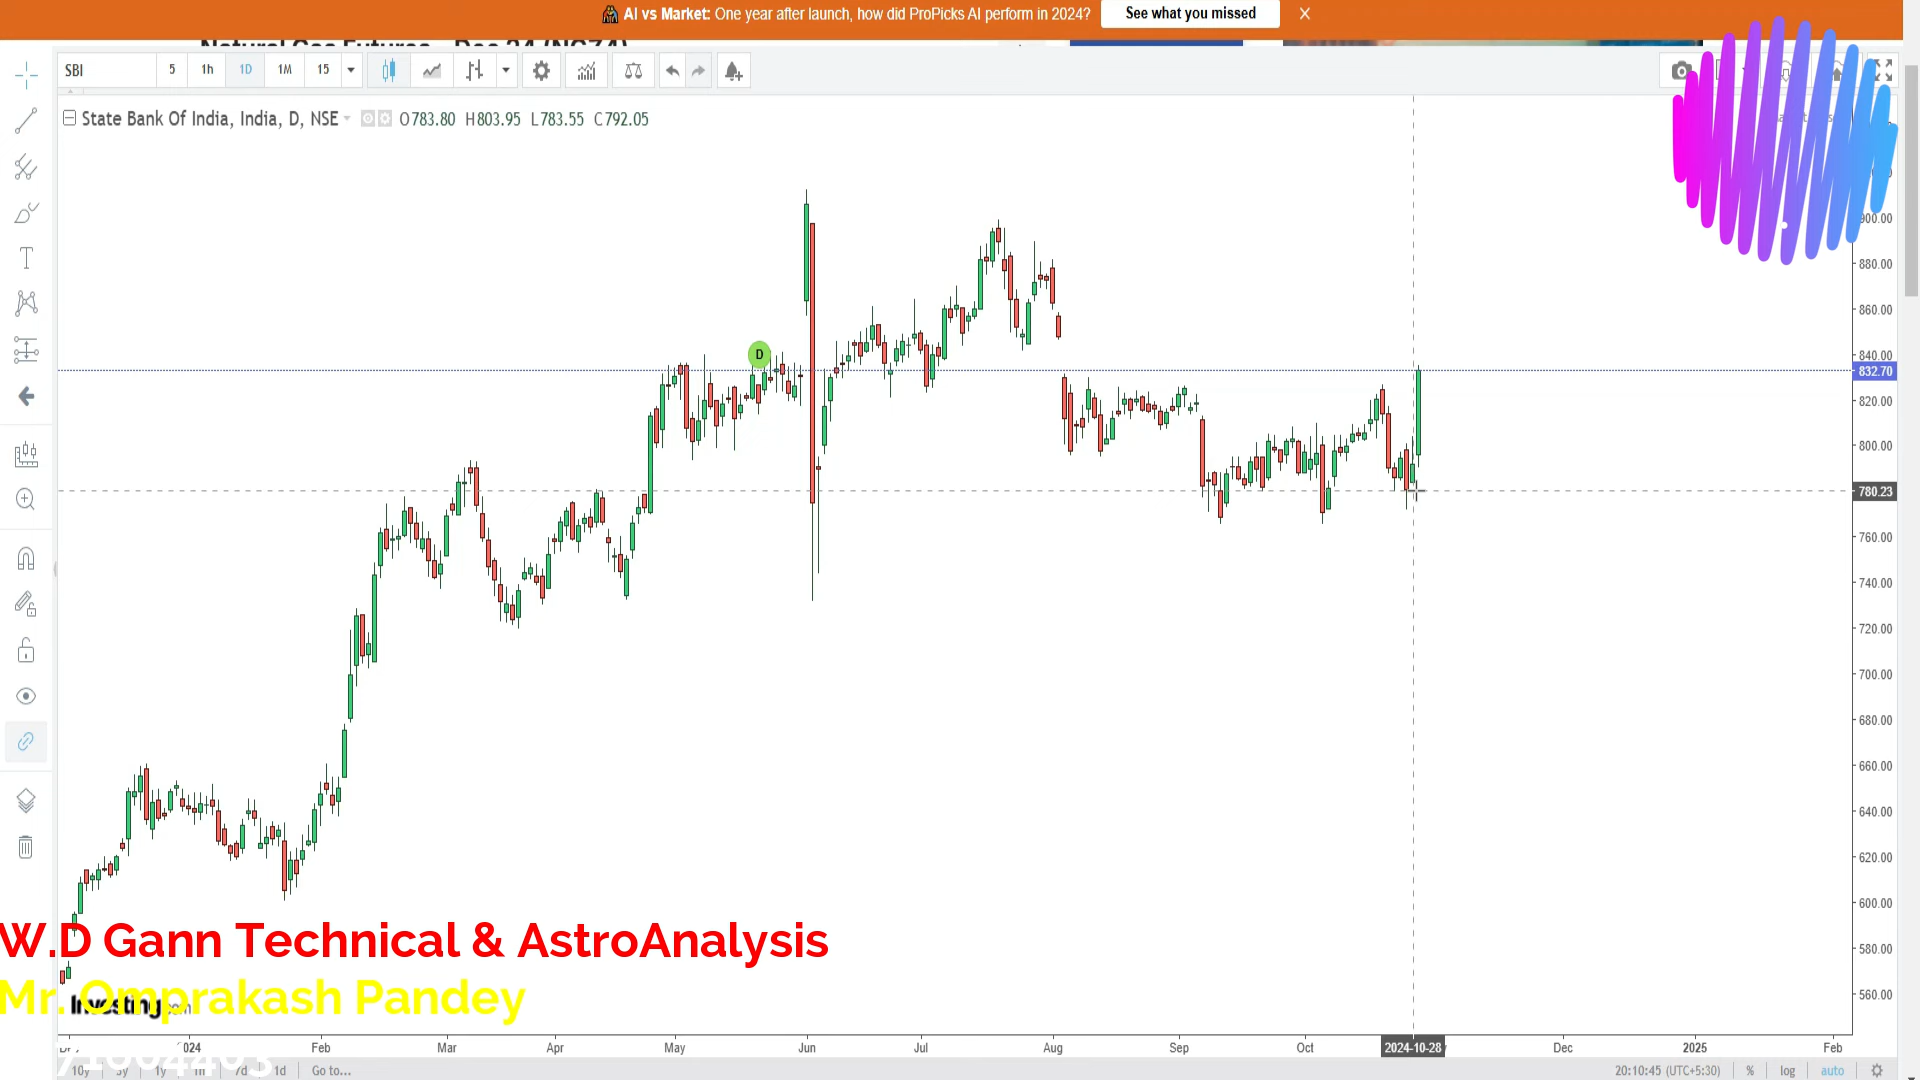 AI vs Market: One year after launch, how did ProPicks AI perform in 2024? See what you missed X
SBI 5 1h 1D 1M 15
State Bank Of India, India, D, NSE O783.80 H803.95 L783.55 C792.05
D
900.00
880.00
860.00
840.00
832.70
820.00
800.00
780.23
760.00
740.00
720.00
700.00
680.00
660.00
640.00
620.00
600.00
580.00
560.00
W.D Gann Technical & AstroAnalysis
Mr. Omprakash Pandey
Investing.com
Feb Mar Apr May Jun Jul Aug Sep Oct 2024-10-28 Dec 2025 Feb
10y 1y 1m 7d 1d Go to... 20:10:45 (UTC+5:30) % log auto